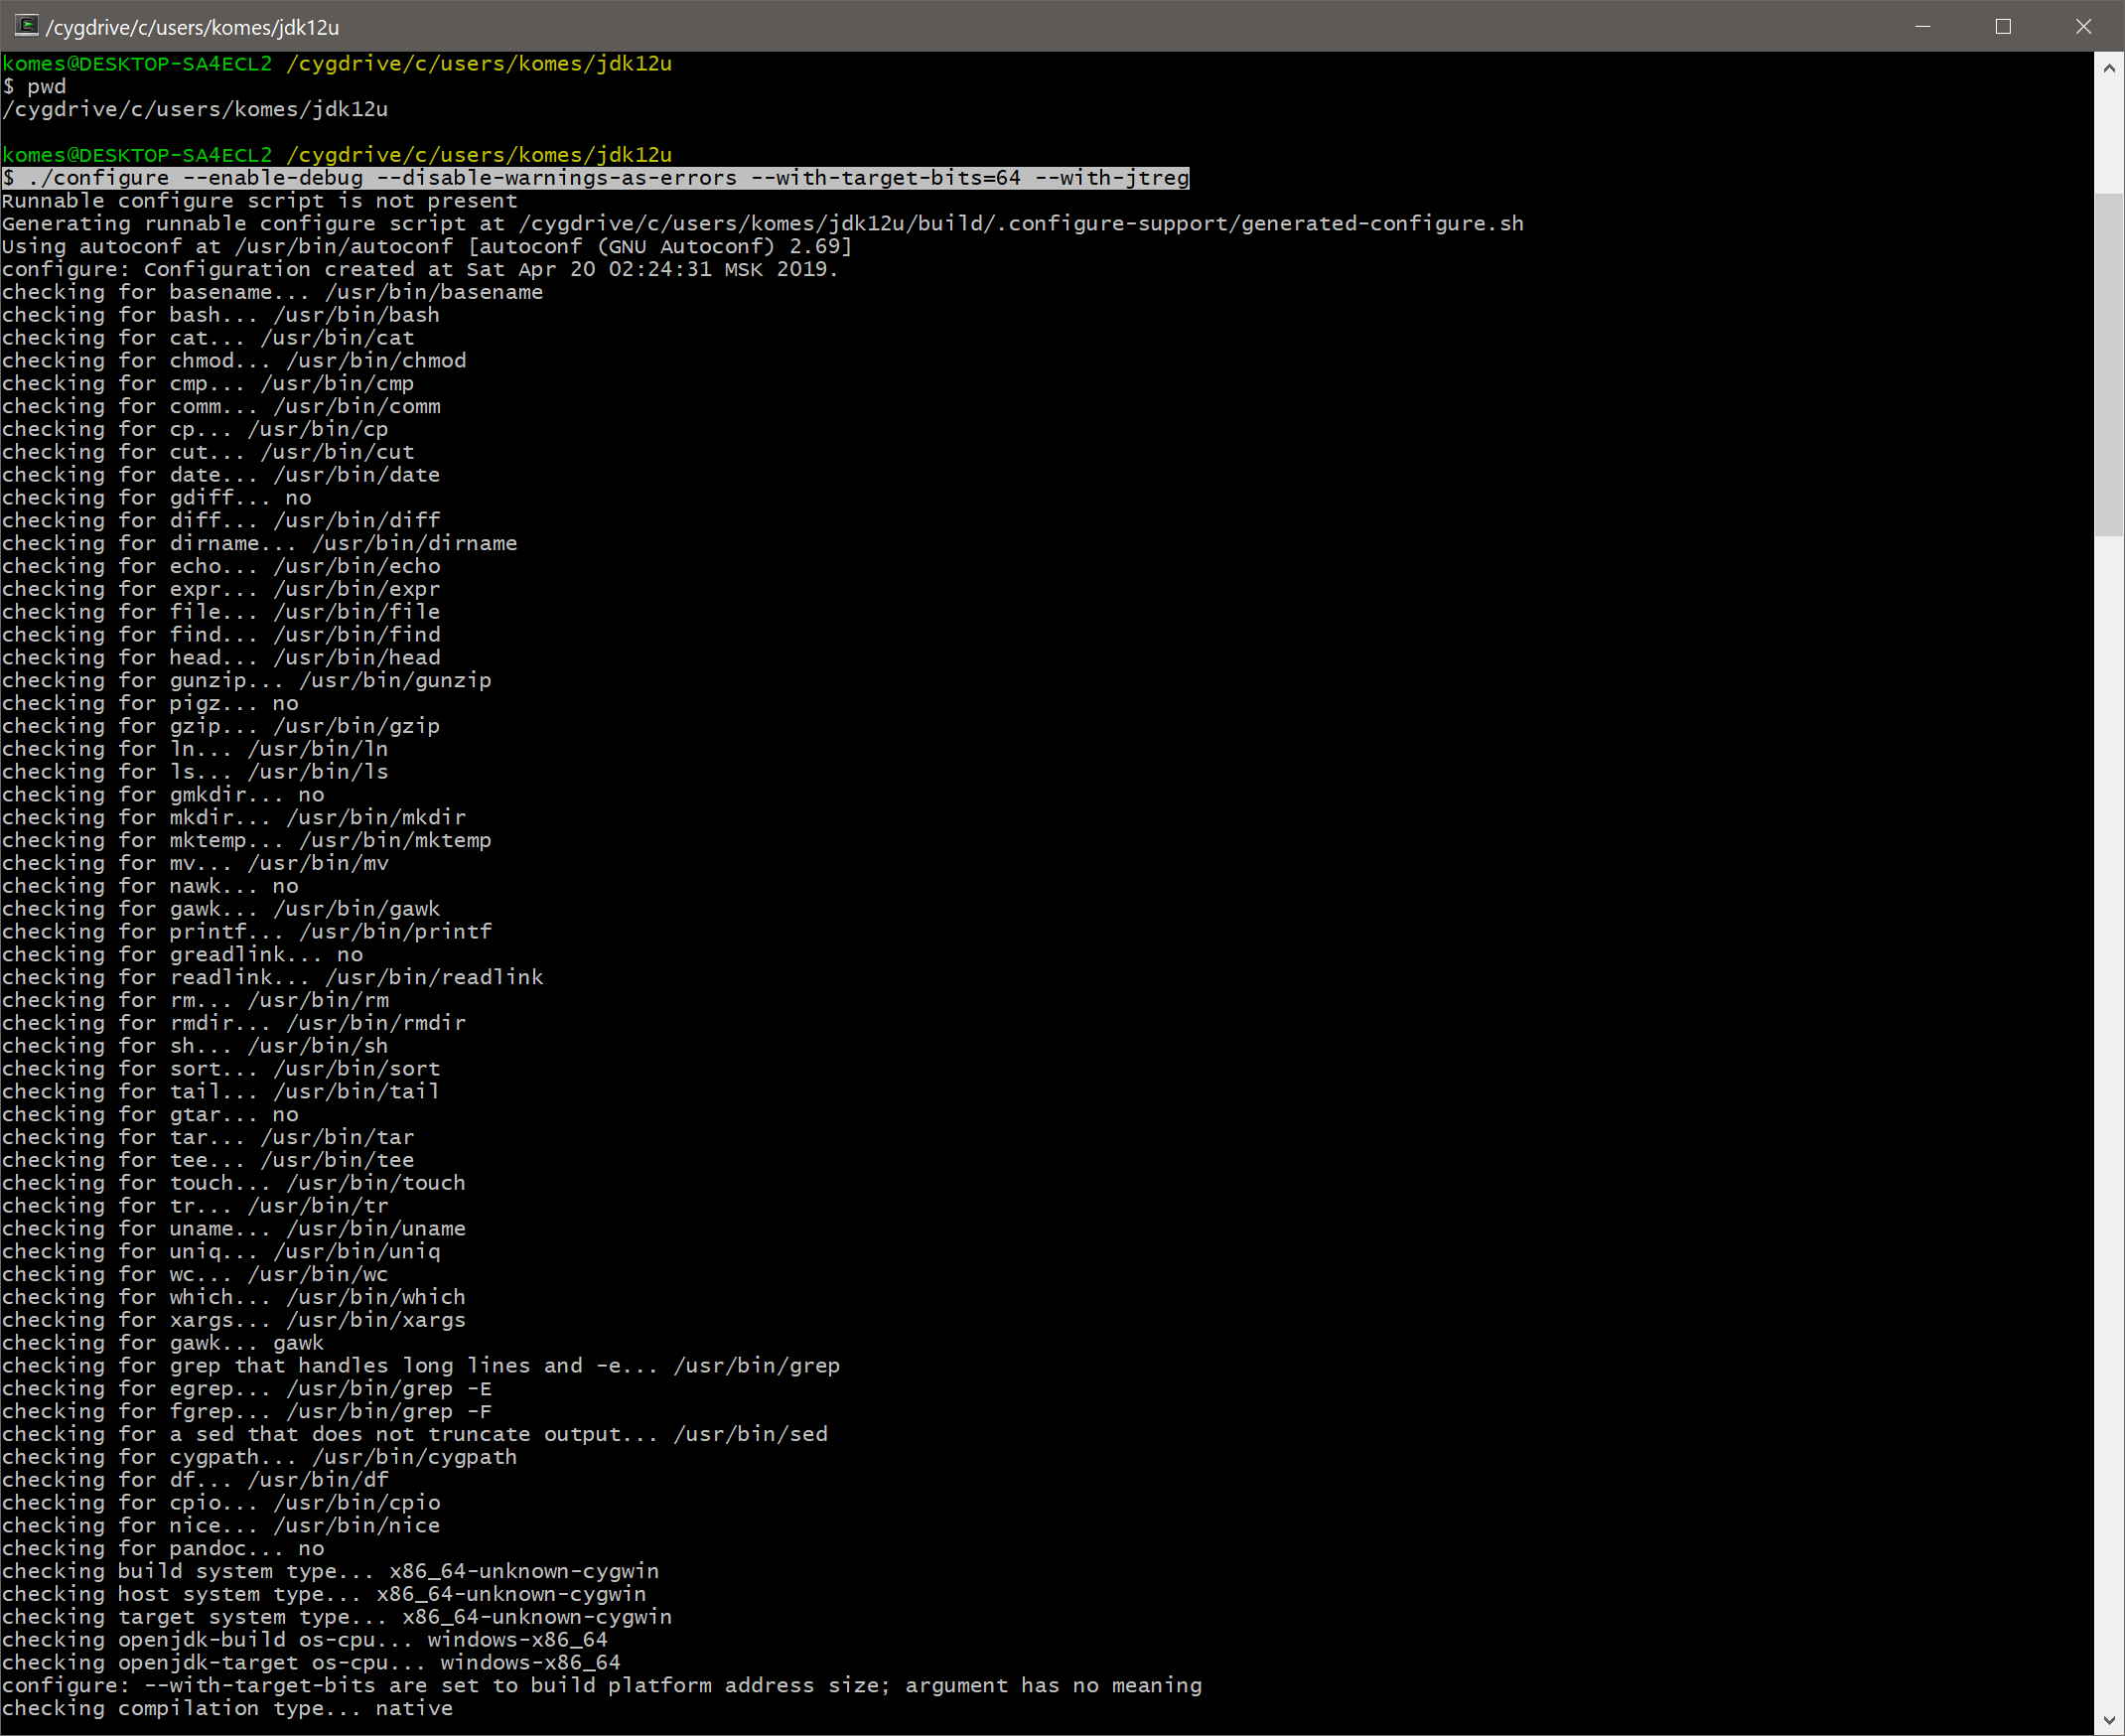 /cygdrive/c/users/komes/jdk12u
komes@DESKTOP-SA4ECL2 /cygdrive/c/users/komes/jdk12u
$ pwd
/cygdrive/c/users/komes/jdk12u
komes@DESKTOP-SA4ECL2 /cygdrive/c/users/komes/jdk12u
$ ./configure --enable-debug --disable-warnings-as-errors --with-target-bits=64 --with-jtreg
Runnable configure script is not present
Generating runnable configure script at /cygdrive/c/users/komes/jdk12u/build/.configure-support/generated-configure.sh
Using autoconf at /usr/bin/autoconf [autoconf (GNU Autoconf) 2.69]
configure: Configuration created at Sat Apr 20 02:24:31 MSK 2019.
checking for basename... /usr/bin/basename
checking for bash... /usr/bin/bash
checking for cat... /usr/bin/cat
checking for chmod... /usr/bin/chmod
checking for cmp... /usr/bin/cmp
checking for comm... /usr/bin/comm
checking for cp... /usr/bin/cp
checking for cut... /usr/bin/cut
checking for date... /usr/bin/date
checking for gdiff... no
checking for diff... /usr/bin/diff
checking for dirname... /usr/bin/dirname
checking for echo... /usr/bin/echo
checking for expr... /usr/bin/expr
checking for file... /usr/bin/file
checking for find... /usr/bin/find
checking for head... /usr/bin/head
checking for gunzip... /usr/bin/gunzip
checking for pigz... no
checking for gzip... /usr/bin/gzip
checking for ln... /usr/bin/ln
checking for ls... /usr/bin/ls
checking for gmkdir... no
checking for mkdir... /usr/bin/mkdir
checking for mktemp... /usr/bin/mktemp
checking for mv... /usr/bin/mv
checking for nawk... no
checking for gawk... /usr/bin/gawk
checking for printf... /usr/bin/printf
checking for greadlink... no
checking for readlink... /usr/bin/readlink
checking for rm... /usr/bin/rm
checking for rmdir... /usr/bin/rmdir
checking for sh... /usr/bin/sh
checking for sort... /usr/bin/sort
checking for tail... /usr/bin/tail
checking for gtar... no
checking for tar... /usr/bin/tar
checking for tee... /usr/bin/tee
checking for touch... /usr/bin/touch
checking for tr... /usr/bin/tr
checking for uname... /usr/bin/uname
checking for uniq... /usr/bin/uniq
checking for wc... /usr/bin/wc
checking for which... /usr/bin/which
checking for xargs... /usr/bin/xargs
checking for gawk... gawk
checking for grep that handles long lines and -e... /usr/bin/grep
checking for egrep... /usr/bin/grep -E
checking for fgrep... /usr/bin/grep -F
checking for a sed that does not truncate output... /usr/bin/sed
checking for cygpath... /usr/bin/cygpath
checking for df... /usr/bin/df
checking for cpio... /usr/bin/cpio
checking for nice... /usr/bin/nice
checking for pandoc... no
checking build system type... x86_64-unknown-cygwin
checking host system type... x86_64-unknown-cygwin
checking target system type... x86_64-unknown-cygwin
checking openjdk-build os-cpu... windows-x86_64
checking openjdk-target os-cpu... windows-x86_64
configure: --with-target-bits are set to build platform address size; argument has no meaning
checking compilation type... native